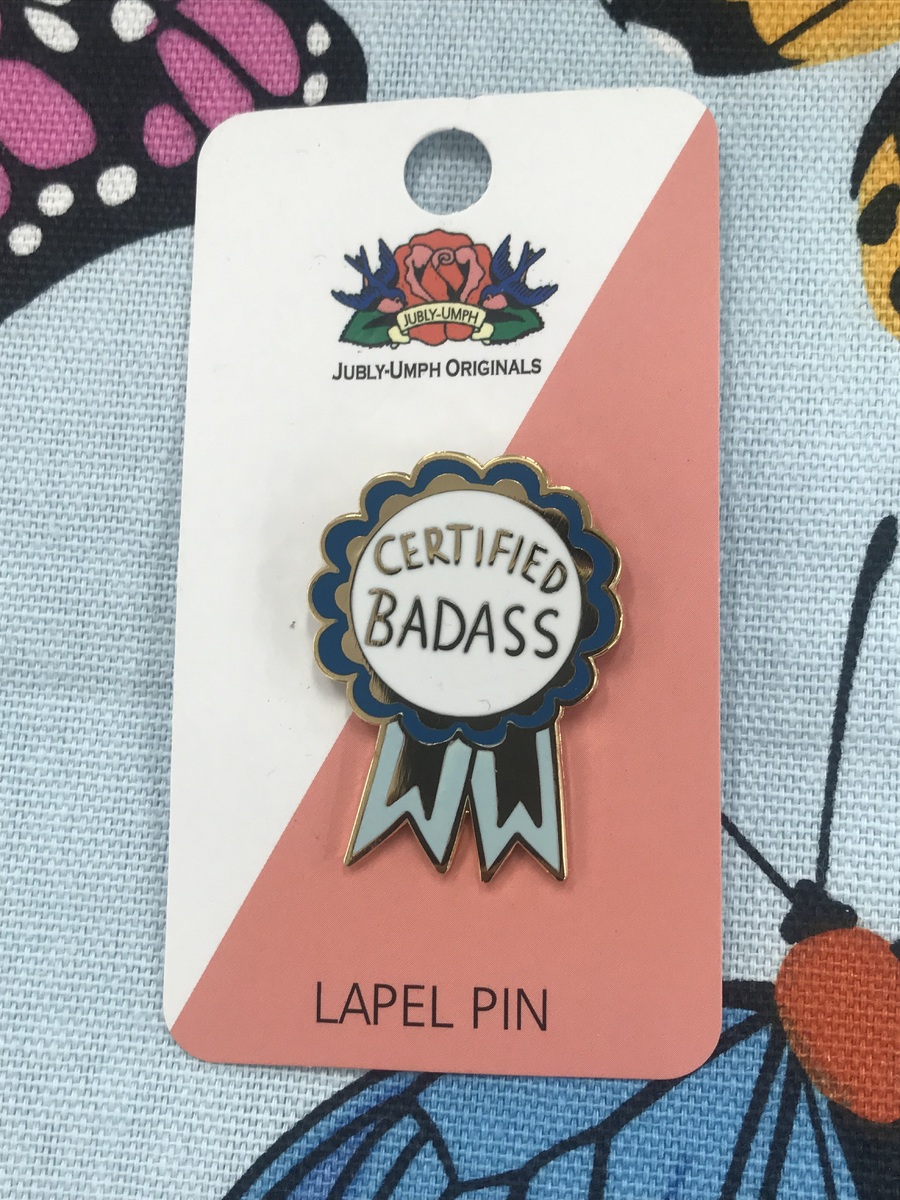 JUBLY-UMPH
JUBLY-UMPH ORIGINALS
CERTIFIED
BADASS
LAPEL PIN